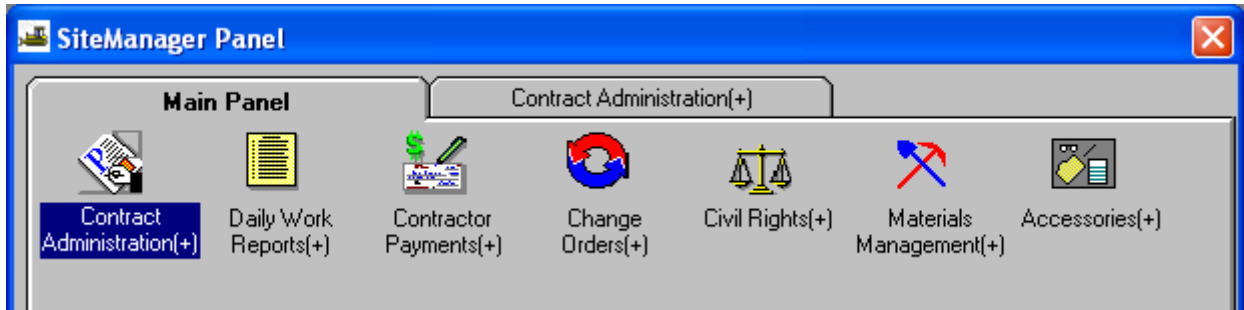 SiteManager Panel
Main Panel
Contract Administration(+)
Contract
Administration(+)
Daily Work
Reports(+)
Contractor
Payments(+)
Change
Orders(+)
Civil Rights(+)
Materials
Management(+)
Accessories(+)